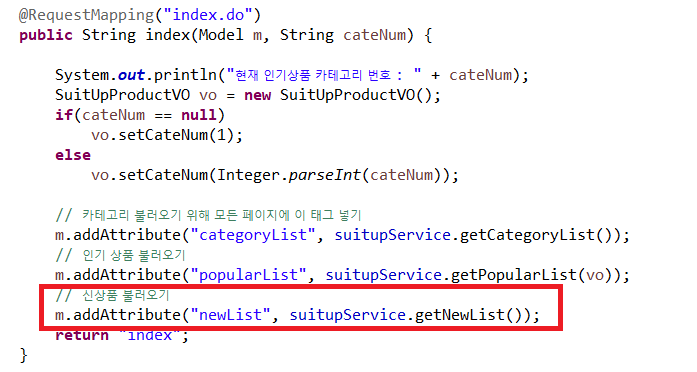 @RequestMapping("index.do")
public String index(Model m, String cateNum) {
System.out.println("현재 인기상품 카테고리 번호 : " + cateNum);
SuitUpProductVO vo = new SuitUpProductVO();
if(cateNum == null)
vo.setCateNum(1);
else
vo.setCateNum(Integer.parseInt(cateNum));
// 카테고리 불러오기 위해 모든 페이지에 이 태그 넣기
m.addAttribute("categoryList", suitupService.getCategoryList());
// 인기 상품 불러오기
m.addAttribute("popularList", suitupService.getPopularList(vo));
// 신상품 불러오기
m.addAttribute("newList", suitupService.getNewList());
return "index";
}